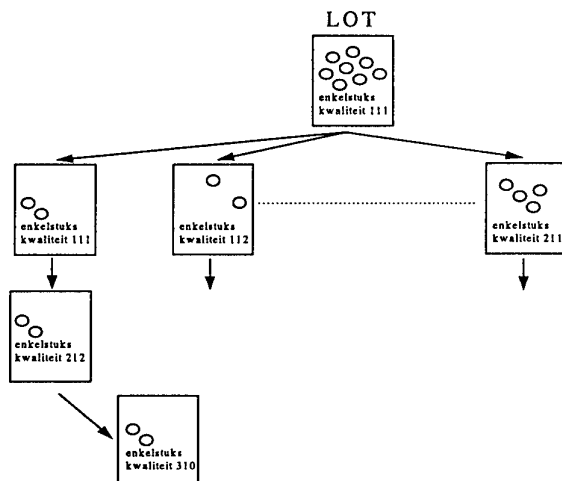 LOT
enkelstuks
kwaliteit 111
enkelstuks
kwaliteit 111
enkelstuks
kwaliteit 112
enkelstuks
kwaliteit 211
enkelstuks
kwaliteit 212
enkelstuks
kwaliteit 310